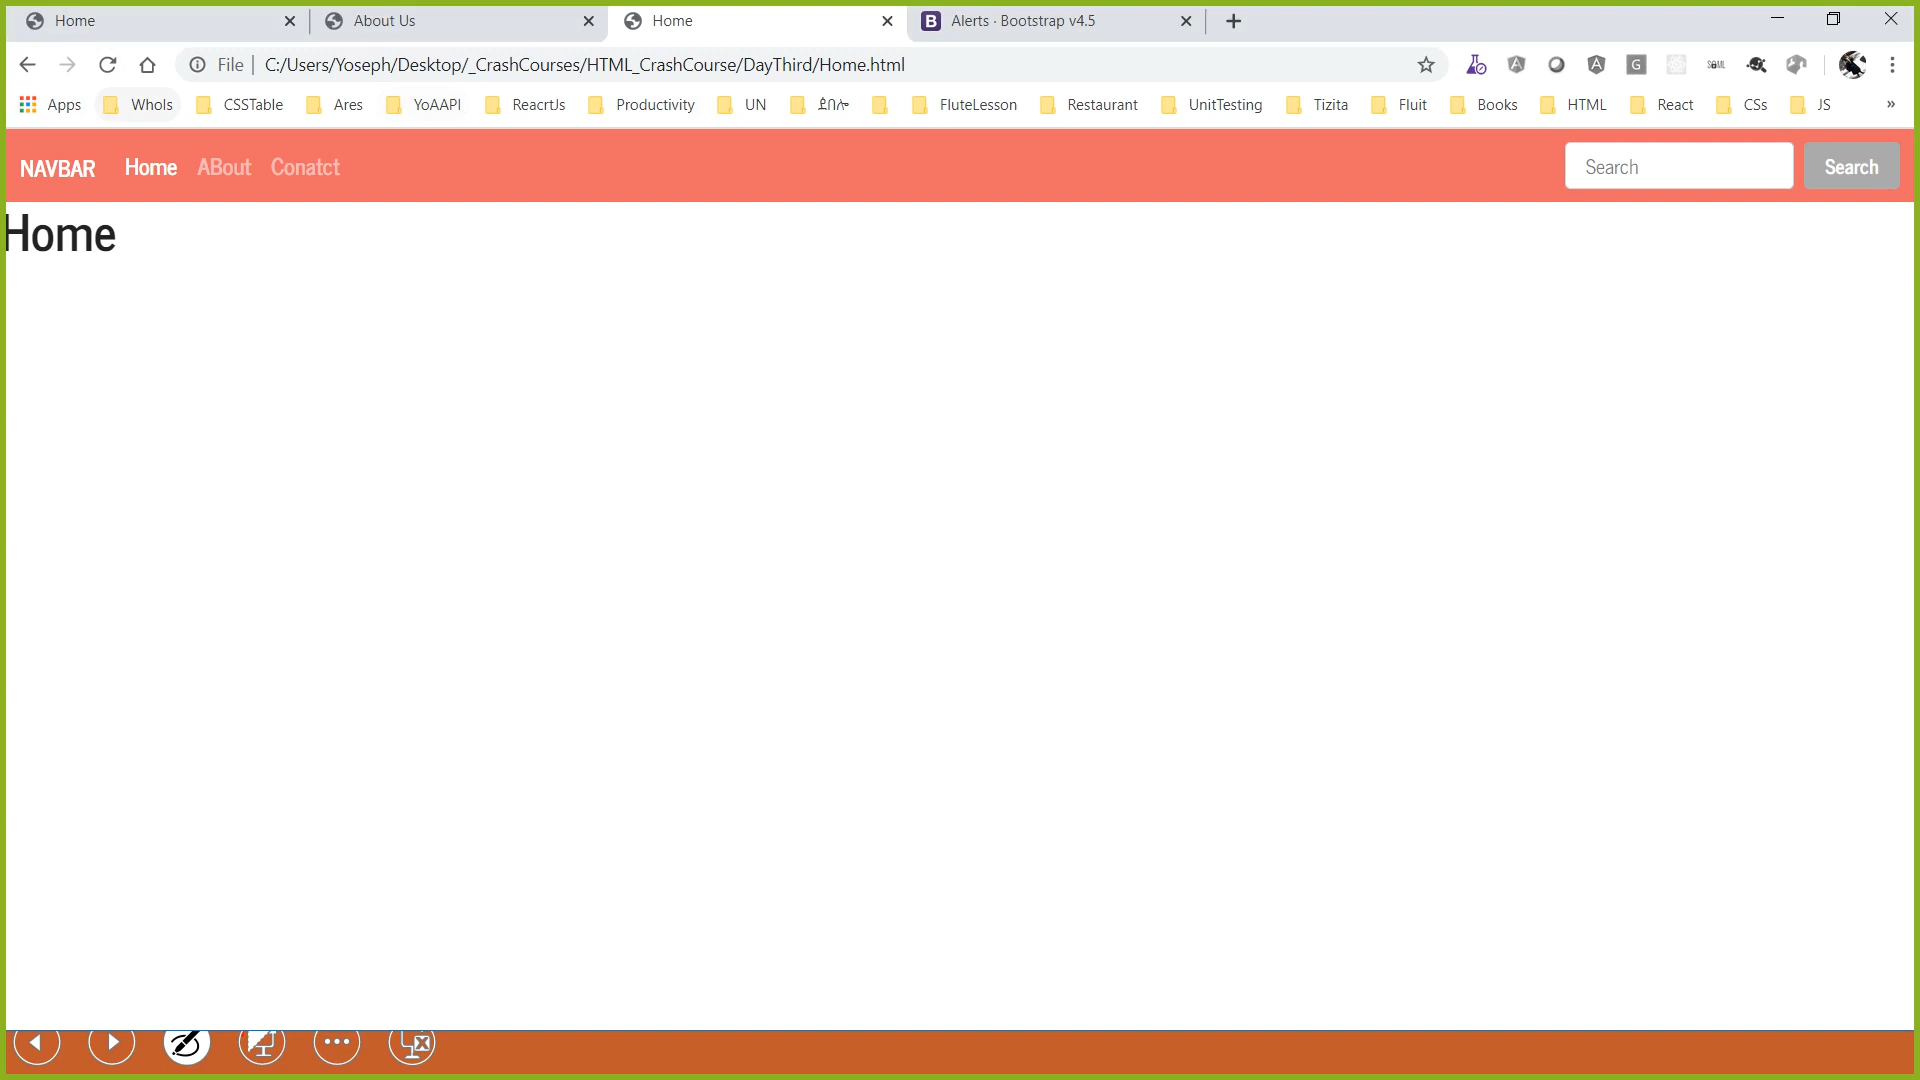 Home
About Us
Home
B Alerts · Bootstrap v4.5
File C:/Users/Yoseph/Desktop/_CrashCourses/HTML_CrashCourse/DayThird/Home.html
Apps WhoIs CSSTable Ares YoAAPI ReacrtJs Productivity UN FluteLesson Restaurant UnitTesting Tizita Fluit Books HTML React CSs JS »
NAVBAR Home ABout Conatct Search Search
Home